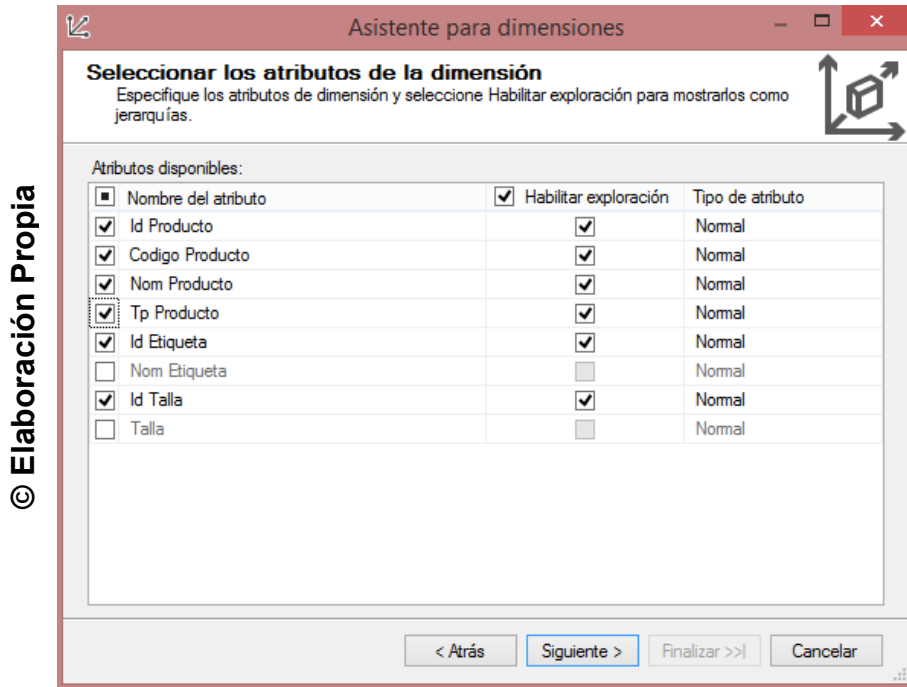 Asistente para dimensiones
Seleccionar los atributos de la dimensión
Especifique los atributos de dimensión y seleccione Habilitar exploración para mostrarlos como
jerarquías.
Atributos disponibles:
Nombre del atributo Habilitar exploración Tipo de atributo
Id Producto Normal
Codigo Producto Normal
Nom Producto Normal
Tp Producto Normal
Id Etiqueta Normal
Nom Etiqueta Normal
Id Talla Normal
Talla Normal
< Atrás Siguiente > Finalizar >>| Cancelar
© Elaboración Propia